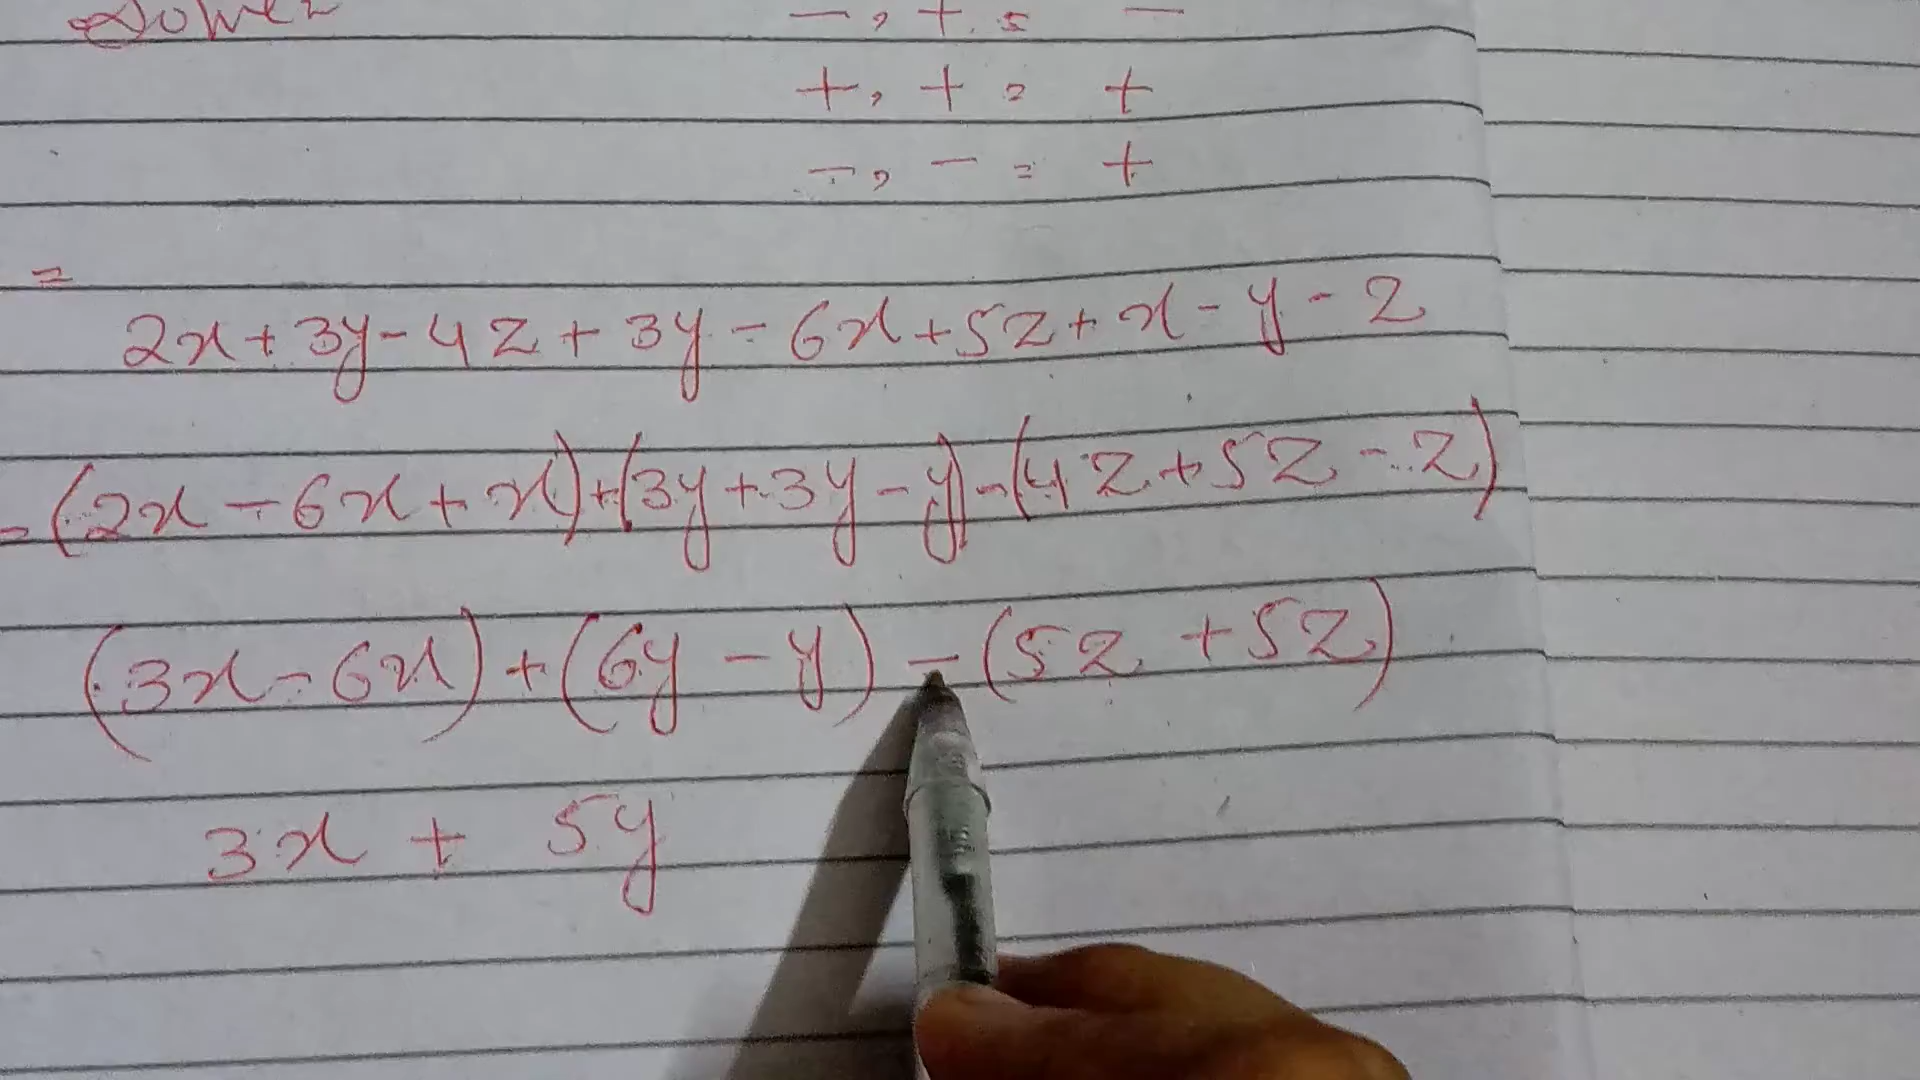 -, + = -
+, + = +
-, - = +
=
2x + 3y - 4z + 3y - 6x + 5z + x - y - z
= (2x - 6x + x) + (3y + 3y - y) - (4z + 5z - z)
(3x - 6x) + (6y - y) - (5z + 5z)
3x + 5y